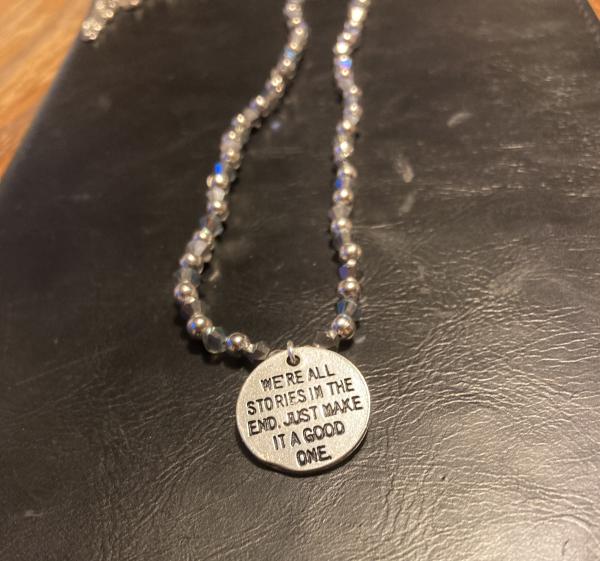 WE'RE ALL
STORIES IN THE
END. JUST MAKE
IT A GOOD
ONE.